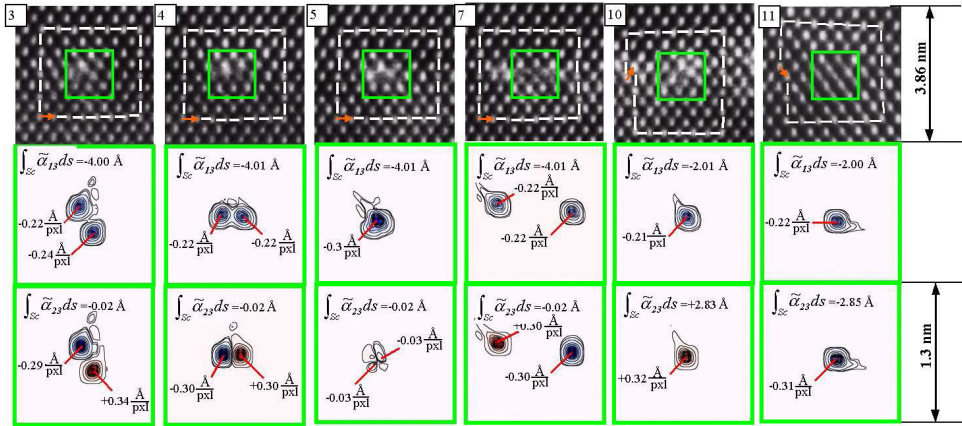 3 4 5 7 10 11
3.86 nm
∫Sc α̃13ds=-4.00 Å
-0.22 Å/pxl
-0.24 Å/pxl
∫Sc α̃13ds=-4.01 Å
-0.22 Å/pxl -0.22 Å/pxl
∫Sc α̃13ds=-4.01 Å
-0.3 Å/pxl
∫Sc α̃13ds=-4.01 Å
-0.22 Å/pxl
-0.22 Å/pxl
∫Sc α̃13ds=-2.01 Å
-0.21 Å/pxl
∫Sc α̃13ds=-2.00 Å
-0.22 Å/pxl
∫Sc α̃23ds=-0.02 Å
-0.29 Å/pxl
+0.34 Å/pxl
∫Sc α̃23ds=-0.02 Å
-0.30 Å/pxl +0.30 Å/pxl
∫Sc α̃23ds=-0.02 Å
-0.03 Å/pxl
-0.03 Å/pxl
∫Sc α̃23ds=-0.02 Å
+0.30 Å/pxl
-0.30 Å/pxl
∫Sc α̃23ds=+2.83 Å
+0.32 Å/pxl
∫Sc α̃23ds=-2.85 Å
-0.31 Å/pxl
1.3 nm